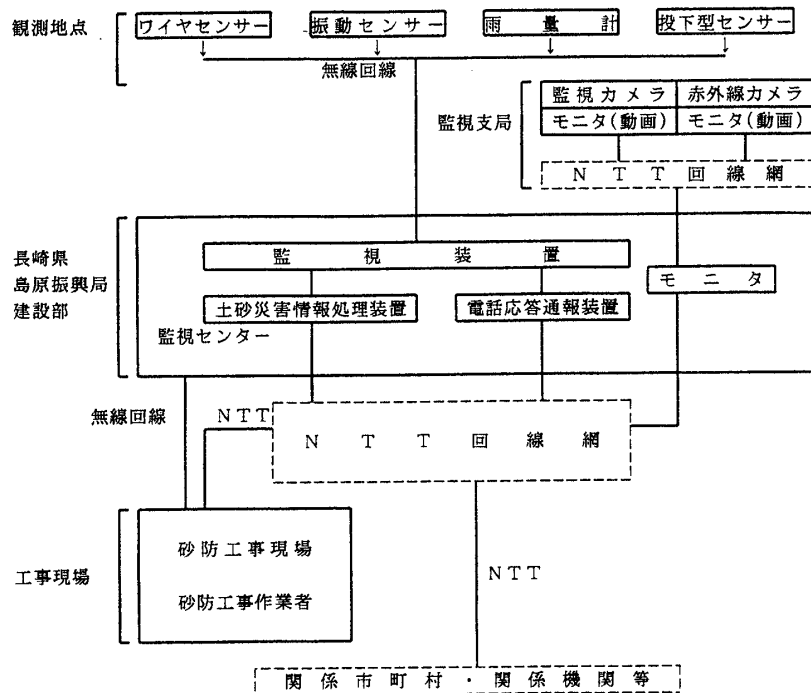 観測地点
ワイヤセンサー
振動センサー
雨量計
投下型センサー
無線回線
監視支局
監視カメラ
赤外線カメラ
モニタ(動画)
モニタ(動画)
NTT回線網
長崎県
島原振興局
建設部
監視装置
モニタ
土砂災害情報処理装置
電話応答通報装置
監視センター
無線回線
NTT
NTT回線網
工事現場
砂防工事現場
砂防工事作業者
NTT
関係市町村・関係機関等